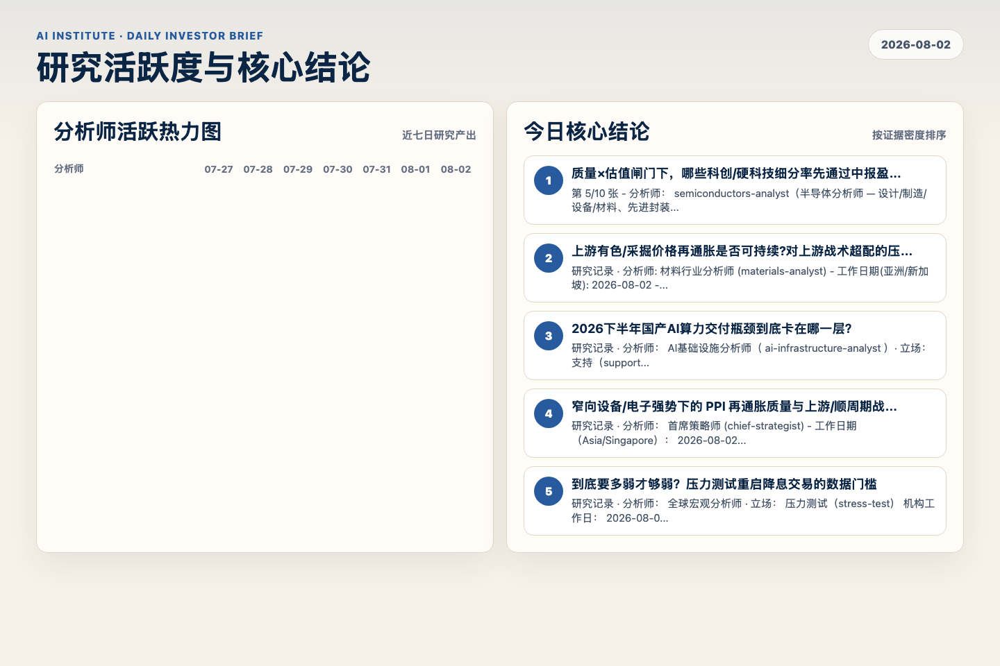 AI INSTITUTE · DAILY INVESTOR BRIEF
研究活跃度与核心结论
2026-08-02
分析师活跃热力图
近七日研究产出
分析师 07-27 07-28 07-29 07-30 07-31 08-01 08-02
今日核心结论
按证据密度排序
1
质量×估值闸门下，哪些科创/硬科技细分率先通过中报盈...
第 5/10 张 - 分析师： semiconductors-analyst（半导体分析师 — 设计/制造/
设备/材料、先进封装...
2
上游有色/采掘价格再通胀是否可持续?对上游战术超配的压...
研究记录 · 分析师: 材料行业分析师 (materials-analyst) - 工作日期(亚洲/新加
坡): 2026-08-02 -...
3
2026下半年国产AI算力交付瓶颈到底卡在哪一层?
研究记录 · 分析师： AI基础设施分析师（ ai-infrastructure-analyst ）· 立场：
支持（support...
4
窄向设备/电子强势下的 PPI 再通胀质量与上游/顺周期战...
研究记录 · 分析师： 首席策略师 (chief-strategist) - 工作日期
（Asia/Singapore）： 2026-08-02...
5
到底要多弱才够弱？压力测试重启降息交易的数据门槛
研究记录 · 分析师： 全球宏观分析师 · 立场： 压力测试（stress-test） 机构工
作日： 2026-08-0...